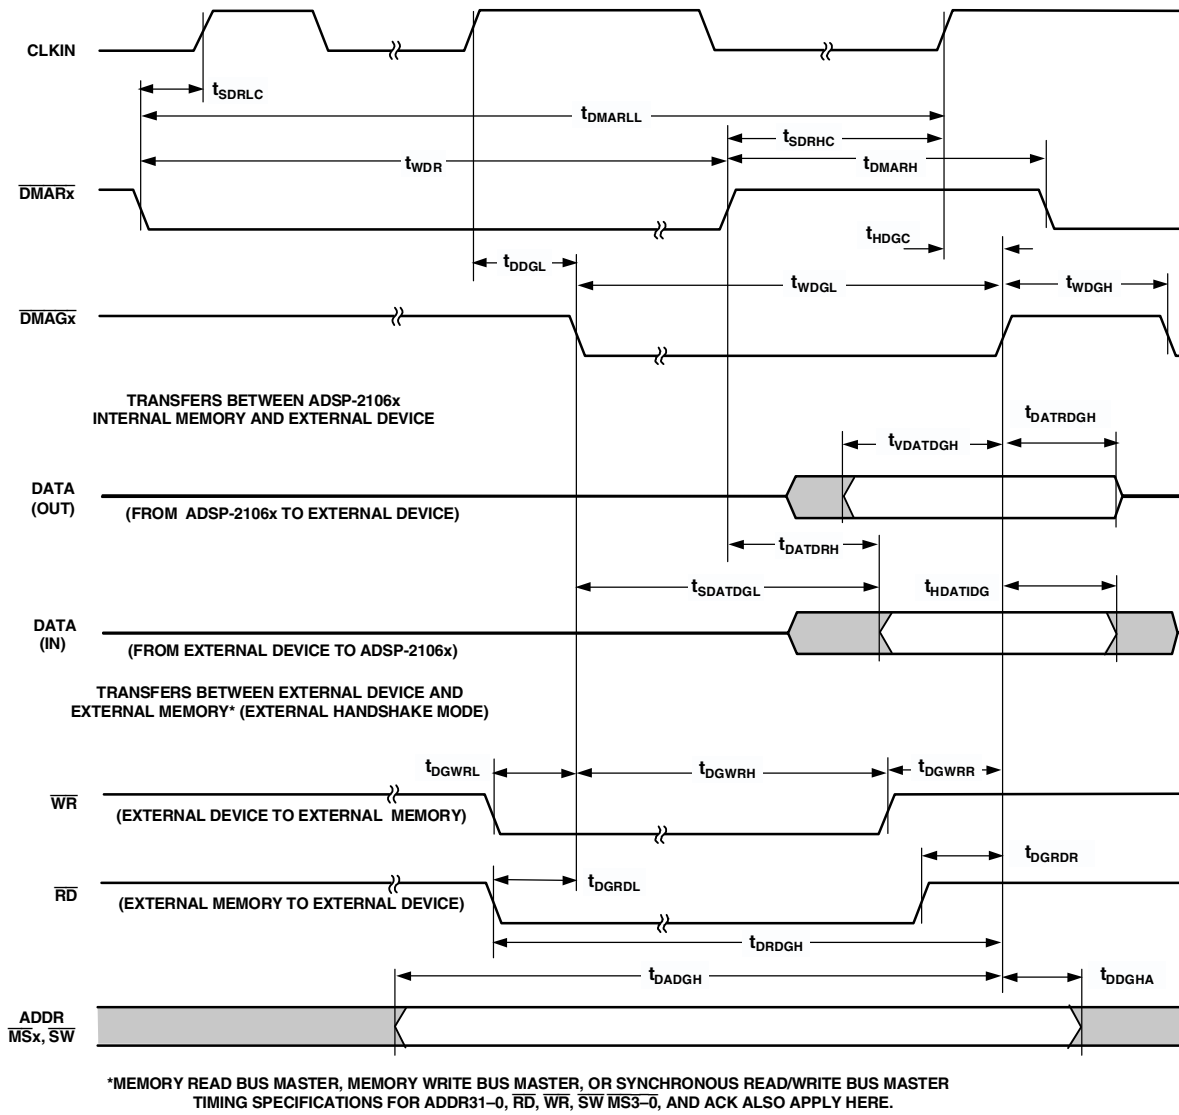 CLKIN
tSDRLC
tDMARLL
tSDRHC
tWDR
tDMARH
DMARx
tHDGC
tDDGL
tWDGL
tWDGH
DMAGx
TRANSFERS BETWEEN ADSP-2106x
INTERNAL MEMORY AND EXTERNAL DEVICE
tDATRDGH
tVDATDGH
DATA
(OUT)
(FROM ADSP-2106x TO EXTERNAL DEVICE)
tDATDRH
tSDATDGL
tHDATIDG
DATA
(IN)
(FROM EXTERNAL DEVICE TO ADSP-2106x)
TRANSFERS BETWEEN EXTERNAL DEVICE AND
EXTERNAL MEMORY* (EXTERNAL HANDSHAKE MODE)
tDGWRL
tDGWRH
tDGWRR
WR
(EXTERNAL DEVICE TO EXTERNAL MEMORY)
tDGRDR
tDGRDL
RD
(EXTERNAL MEMORY TO EXTERNAL DEVICE)
tDRDGH
tDADGH
tDDGHA
ADDR
MSx, SW
*MEMORY READ BUS MASTER, MEMORY WRITE BUS MASTER, OR SYNCHRONOUS READ/WRITE BUS MASTER
TIMING SPECIFICATIONS FOR ADDR31–0, RD, WR, SW MS3–0, AND ACK ALSO APPLY HERE.